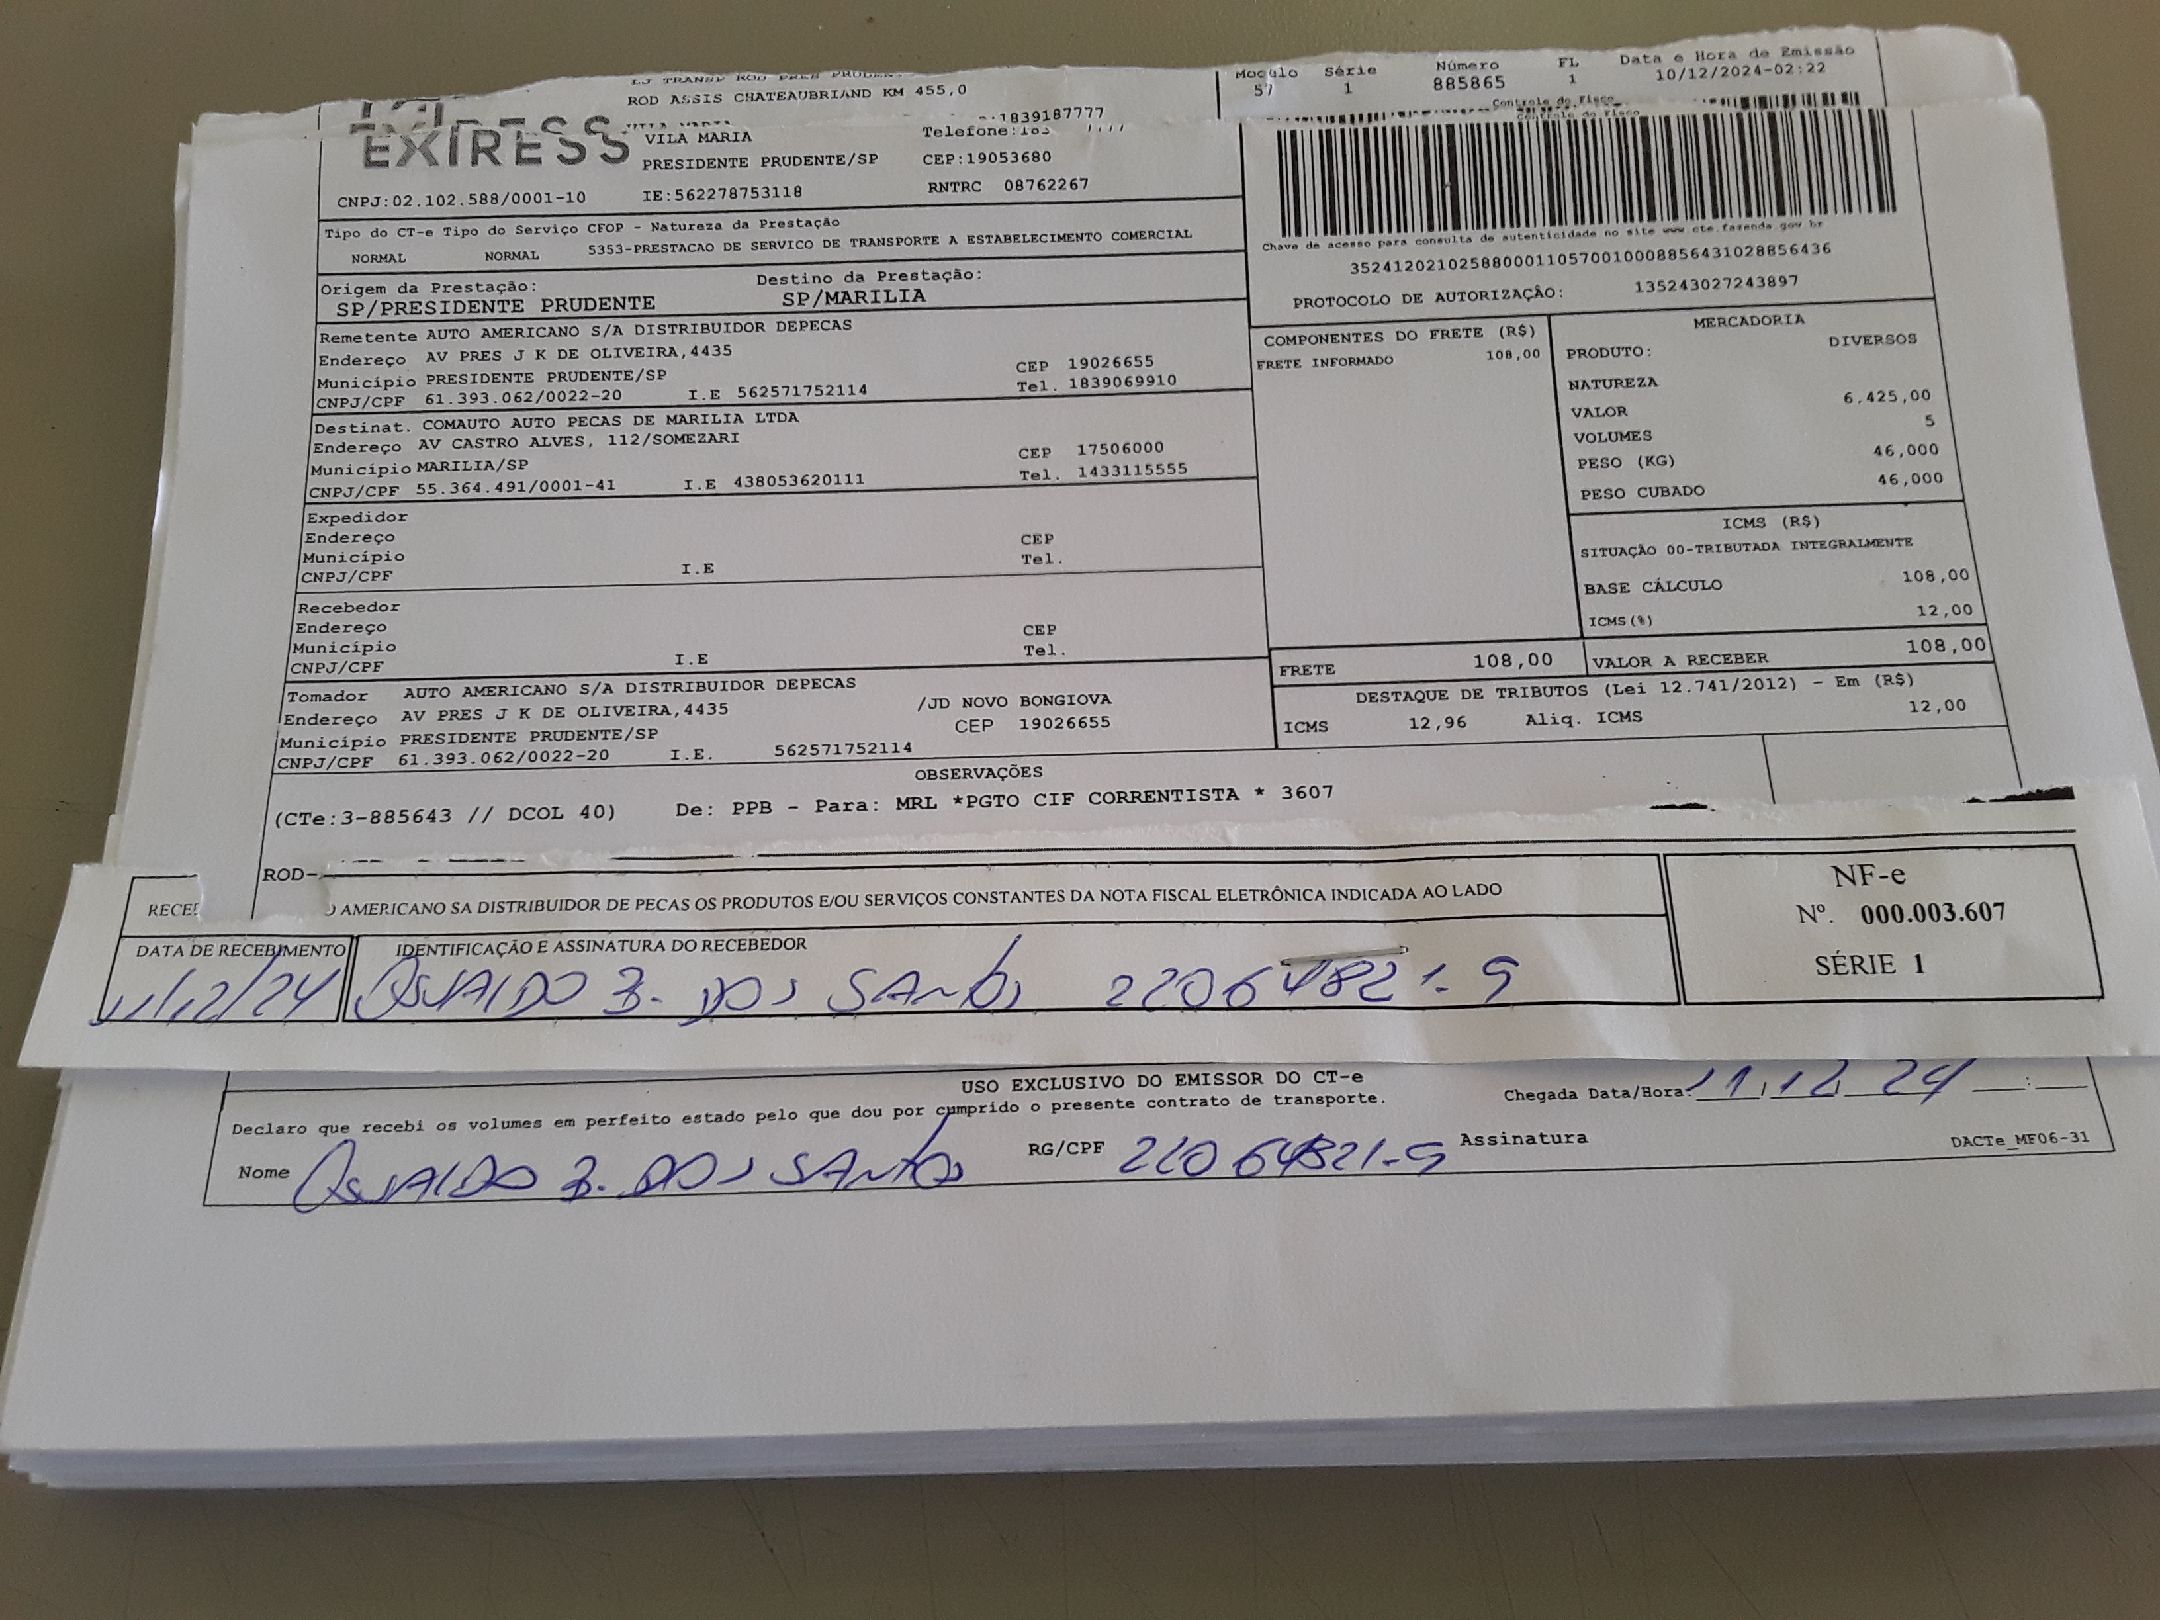 ROD ASSIS CHATEAUBRIAND KM 455,0
Modulo Série Número FL Data e Hora de Emissão
57 1 885865 1 10/12/2024-02:22
1839187777
Controle do Fisco
Controle do Fisco
EXPRESS
VILA MARIA Telefone:
PRESIDENTE PRUDENTE/SP CEP:19053680
CNPJ:02.102.588/0001-10 IE:562278753118 RNTRC 08762267
Chave de acesso para consulta de autenticidade no site www.cte.fazenda.gov.br
35241202102588000110570010008856431028856436
PROTOCOLO DE AUTORIZAÇÃO: 135243027243897
Tipo do CT-e Tipo do Serviço CFOP - Natureza da Prestação
NORMAL NORMAL 5353-PRESTACAO DE SERVICO DE TRANSPORTE A ESTABELECIMENTO COMERCIAL
Origem da Prestação: Destino da Prestação:
SP/PRESIDENTE PRUDENTE SP/MARILIA
Remetente AUTO AMERICANO S/A DISTRIBUIDOR DEPECAS
Endereço AV PRES J K DE OLIVEIRA,4435 CEP 19026655
Município PRESIDENTE PRUDENTE/SP Tel. 1839069910
CNPJ/CPF 61.393.062/0022-20 I.E 562571752114
Destinat. COMAUTO AUTO PECAS DE MARILIA LTDA
Endereço AV CASTRO ALVES, 112/SOMEZARI CEP 17506000
Município MARILIA/SP Tel. 1433115555
CNPJ/CPF 55.364.491/0001-41 I.E 438053620111
Expedidor
Endereço CEP
Município Tel.
CNPJ/CPF I.E
Recebedor
Endereço CEP
Município Tel.
CNPJ/CPF I.E
Tomador AUTO AMERICANO S/A DISTRIBUIDOR DEPECAS
Endereço AV PRES J K DE OLIVEIRA,4435 /JD NOVO BONGIOVA
Município PRESIDENTE PRUDENTE/SP CEP 19026655
CNPJ/CPF 61.393.062/0022-20 I.E. 562571752114
COMPONENTES DO FRETE (R$)
FRETE INFORMADO 108,00
MERCADORIA
PRODUTO: DIVERSOS
NATUREZA
VALOR 6.425,00
VOLUMES 5
PESO (KG) 46,000
PESO CUBADO 46,000
ICMS (R$)
SITUAÇÃO 00-TRIBUTADA INTEGRALMENTE
BASE CÁLCULO 108,00
ICMS(%) 12,00
FRETE 108,00 VALOR A RECEBER 108,00
DESTAQUE DE TRIBUTOS (Lei 12.741/2012) - Em (R$)
ICMS 12,96 Aliq. ICMS 12,00
OBSERVAÇÕES
(CTe:3-885643 // DCOL 40) De: PPB - Para: MRL *PGTO CIF CORRENTISTA * 3607
ROD-
AMERICANO SA DISTRIBUIDOR DE PECAS OS PRODUTOS E/OU SERVIÇOS CONSTANTES DA NOTA FISCAL ELETRÔNICA INDICADA AO LADO
DATA DE RECEBIMENTO IDENTIFICAÇÃO E ASSINATURA DO RECEBEDOR
11/12/24 OSVALDO B. DOS SANTOS 22064821-9
NF-e
Nº. 000.003.607
SÉRIE 1
USO EXCLUSIVO DO EMISSOR DO CT-e
Declaro que recebi os volumes em perfeito estado pelo que dou por cumprido o presente contrato de transporte. Chegada Data/Hora: 11/12/24 :
Nome OSVALDO B. DOS SANTOS RG/CPF 22064821-9 Assinatura DACTe_MF06-31